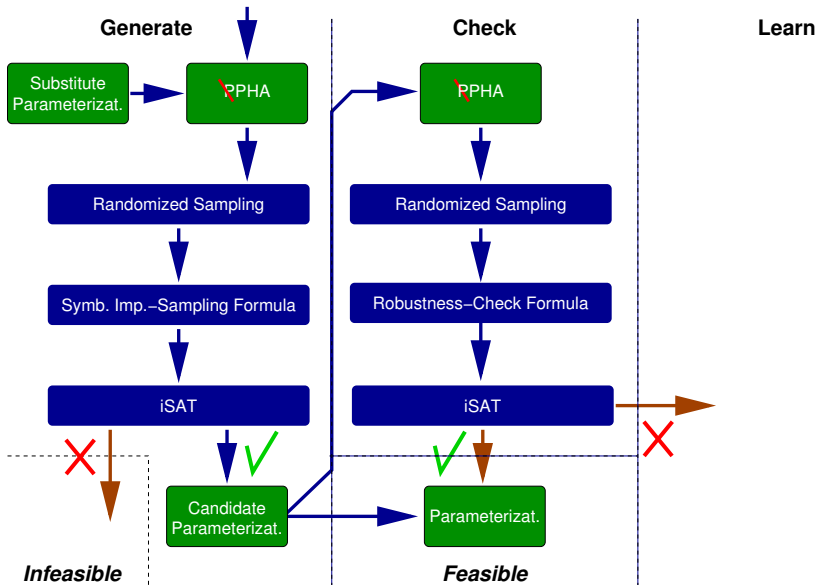 Generate
Check
Learn
Substitute
Parameterizat.
PPHA
PPHA
Randomized Sampling
Randomized Sampling
Symb. Imp.−Sampling Formula
Robustness−Check Formula
iSAT
iSAT
Candidate
Parameterizat.
Parameterizat.
Infeasible
Feasible